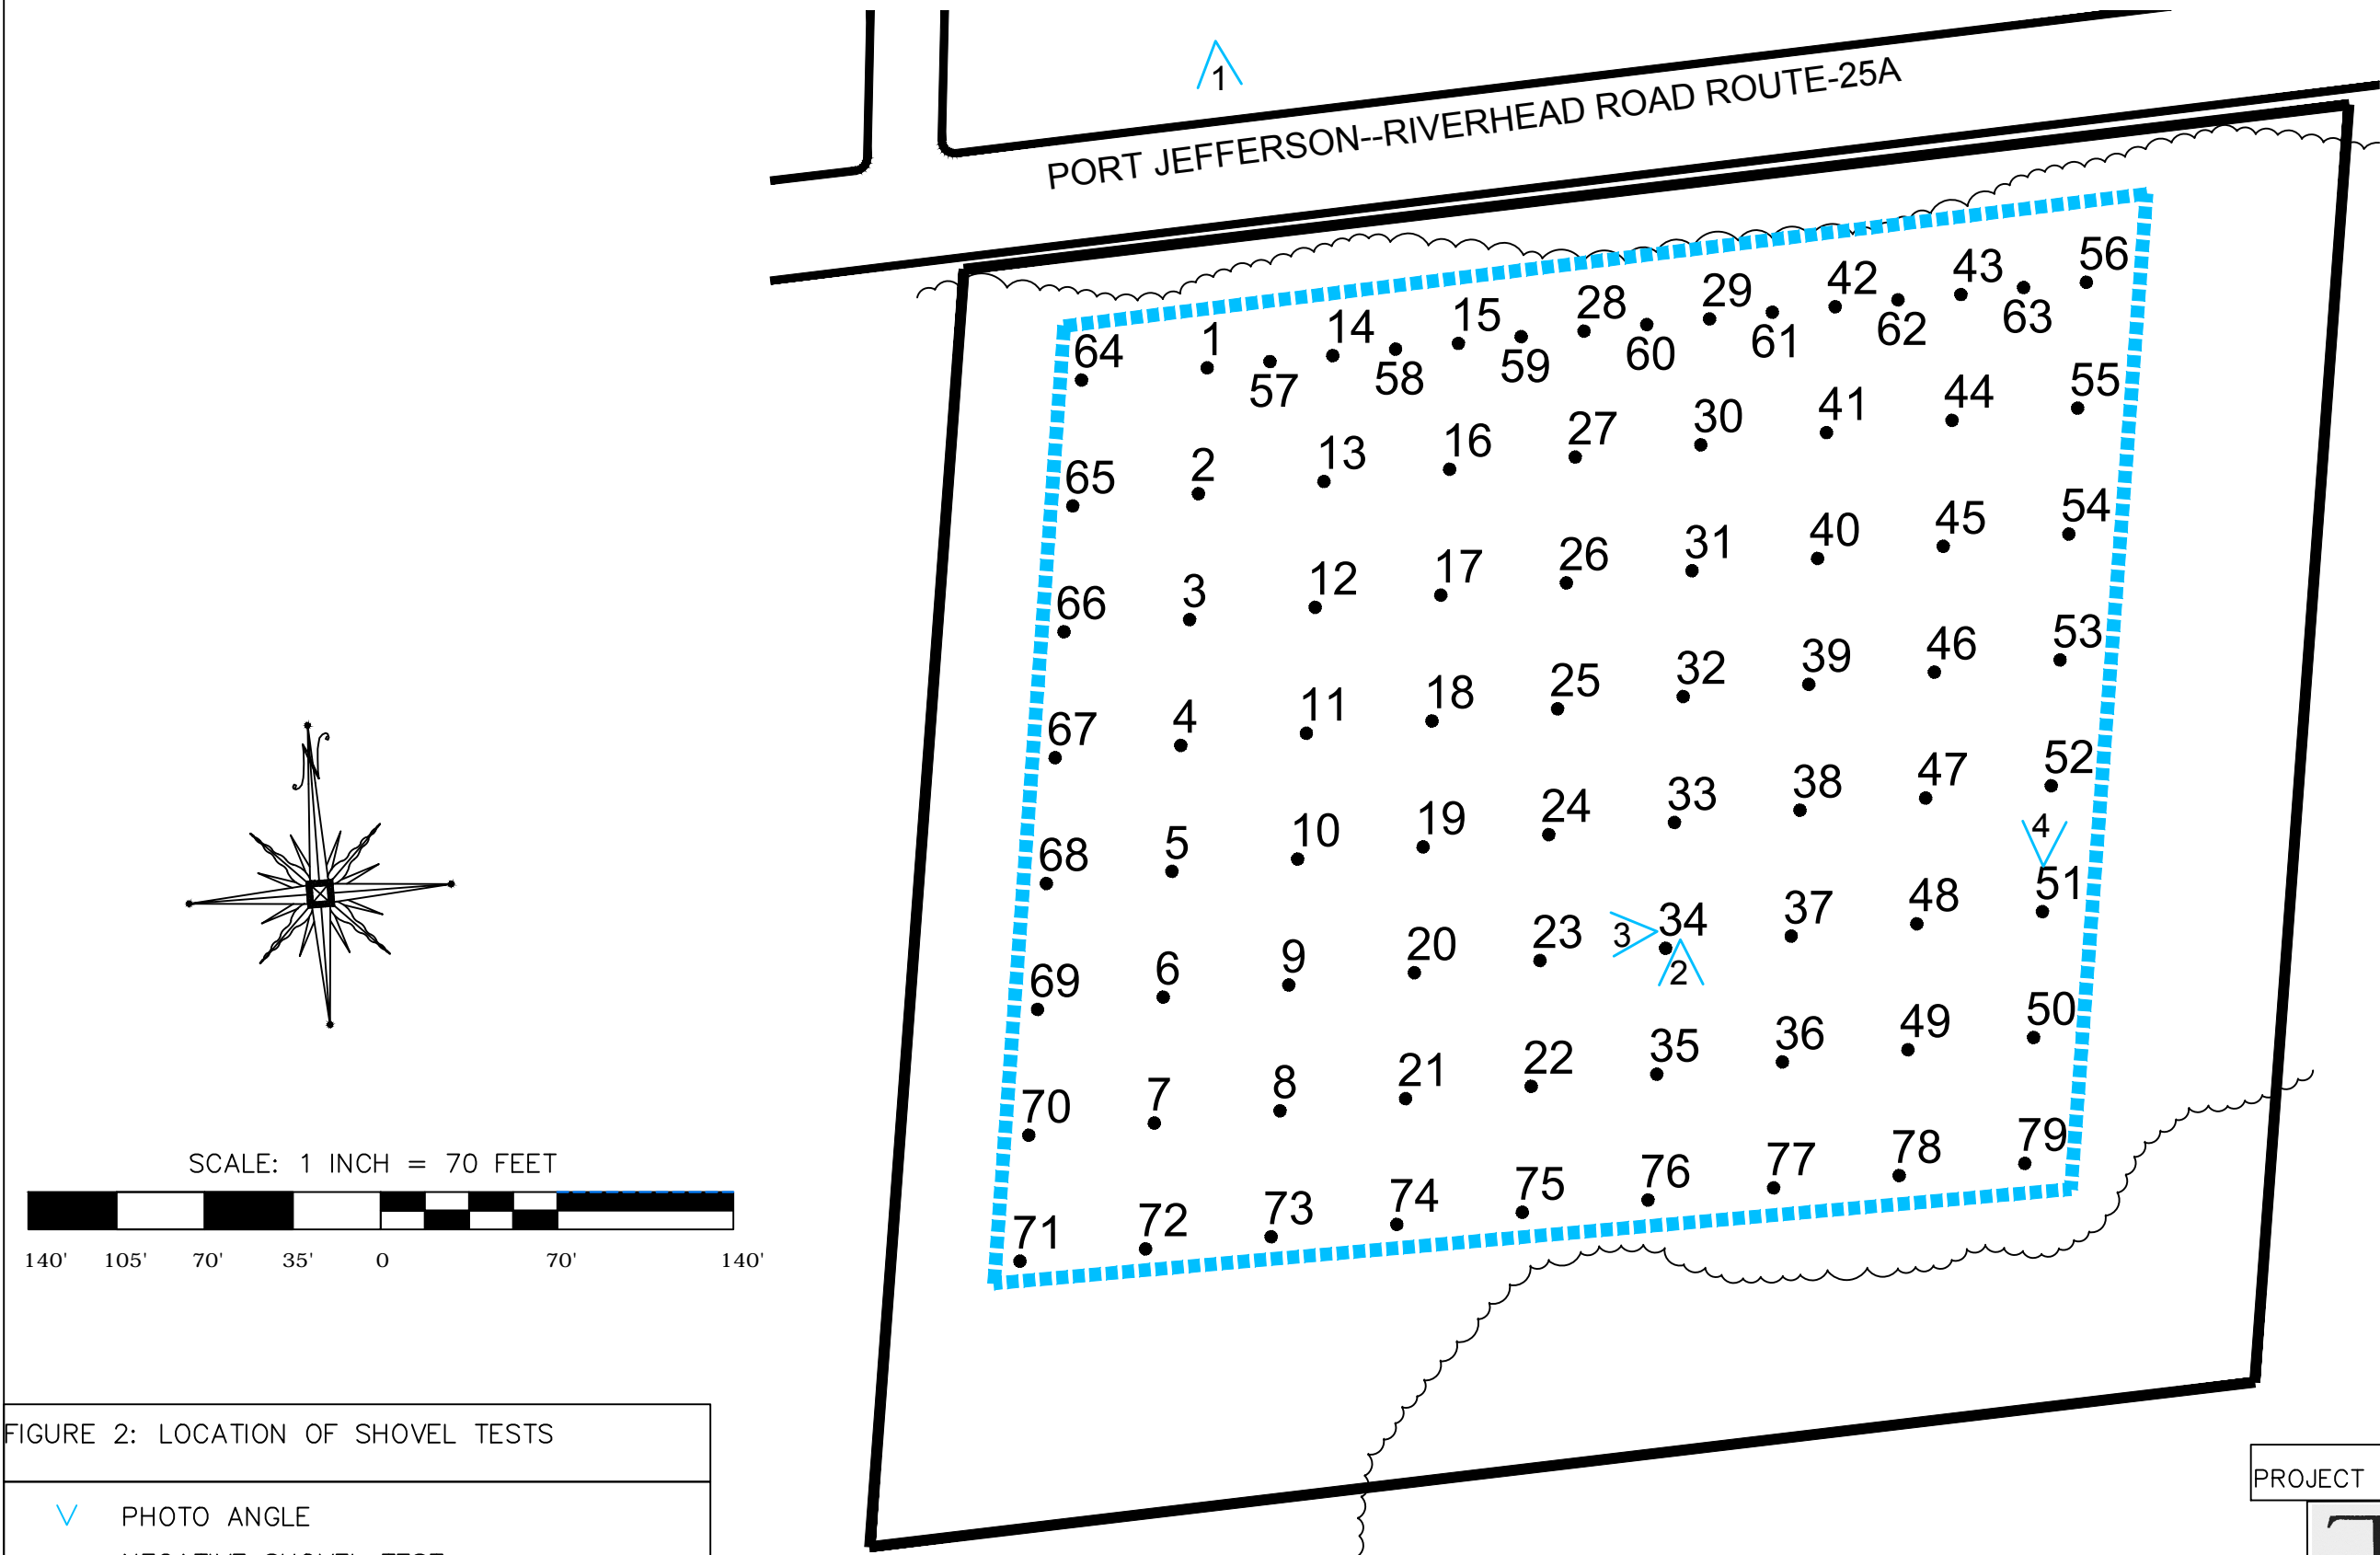 1
PORT JEFFERSON--RIVERHEAD ROAD ROUTE-25A
64 1 57 14 58 15 59 28 60 29 61 42 62 43 63 56
65 2 13 16 27 30 41 44 55
66 3 12 17 26 31 40 45 54
67 4 11 18 25 32 39 46 53
68 5 10 19 24 33 38 47 52
4
69 6 9 20 23 3 34 2 37 48 51
70 7 8 21 22 35 36 49 50
71 72 73 74 75 76 77 78 79
N
SCALE: 1 INCH = 70 FEET
140' 105' 70' 35' 0 70' 140'
FIGURE 2: LOCATION OF SHOVEL TESTS
PHOTO ANGLE
NEGATIVE SHOVEL TEST
PROJECT